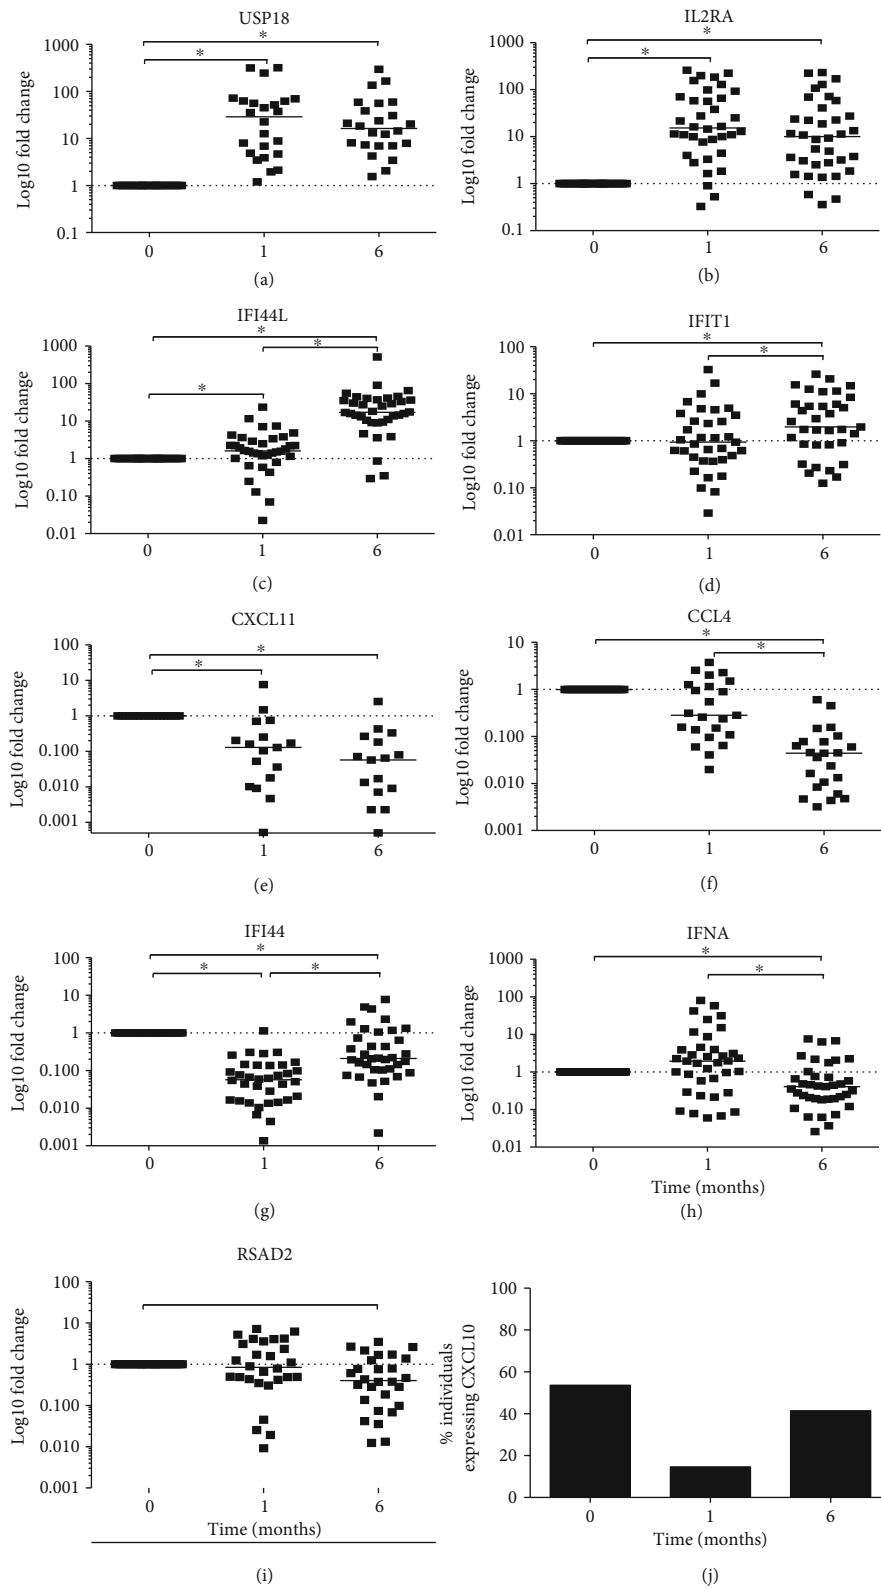 USP18
*
*
1000
100
10
1
0.1
Log10 fold change
0 1 6
(a)
IL2RA
*
*
1000
100
10
1
0.1
Log10 fold change
0 1 6
(b)
IFI44L
*
*
*
1000
100
10
1
0.10
0.01
Log10 fold change
0 1 6
(c)
IFIT1
*
*
100
10
1
0.10
0.01
Log10 fold change
0 1 6
(d)
CXCL11
*
*
100
10
1
0.100
0.010
0.001
Log10 fold change
0 1 6
(e)
CCL4
*
*
10
1
0.100
0.010
0.001
Log10 fold change
0 1 6
(f)
IFI44
*
* *
100
10
1
0.100
0.010
0.001
Log10 fold change
0 1 6
(g)
IFNA
*
*
1000
100
10
1
0.10
0.01
Log10 fold change
0 1 6
Time (months)
(h)
RSAD2
100
10
1
0.100
0.010
0.001
Log10 fold change
0 1 6
Time (months)
(i)
100
80
60
40
20
0
% individuals
expressing CXCL10
0 1 6
Time (months)
(j)